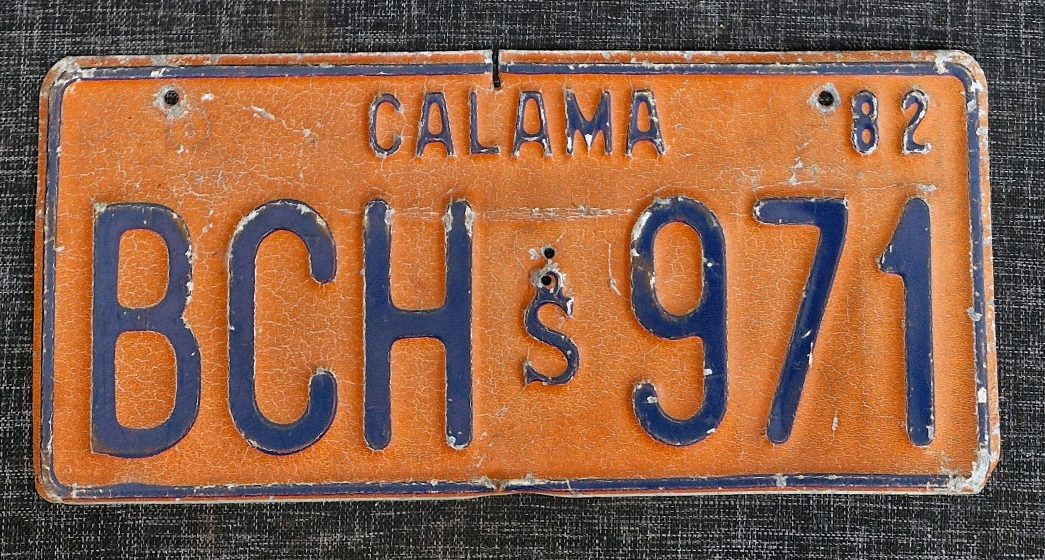 CALAMA 82
BCH S 971